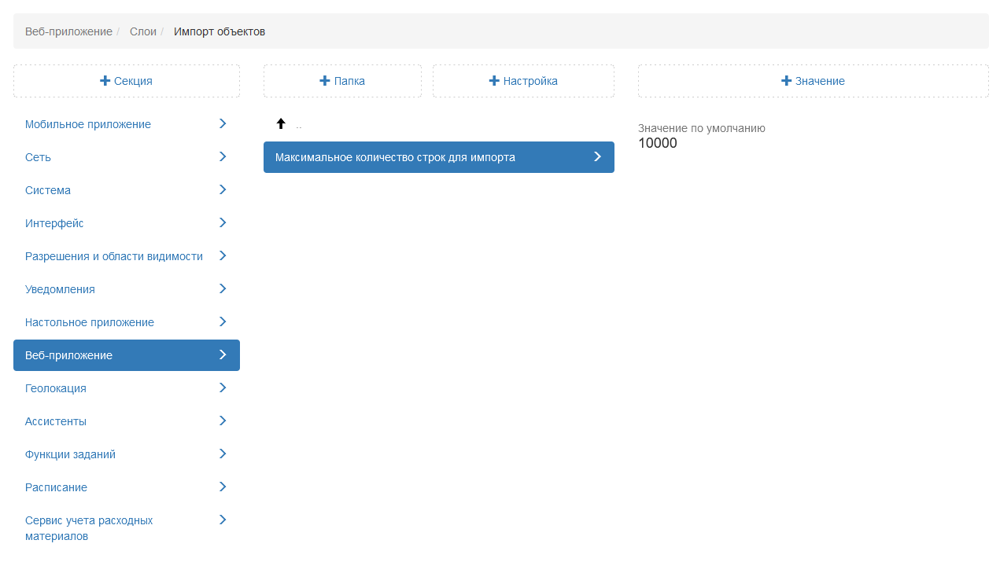 Веб-приложение / Слои / Импорт объектов
Секция
Папка
Настройка
Значение
Мобильное приложение
Сеть
Система
Интерфейс
Разрешения и области видимости
Уведомления
Настольное приложение
Веб-приложение
Геолокация
Ассистенты
Функции заданий
Расписание
Сервис учета расходных
материалов
..
Максимальное количество строк для импорта
Значение по умолчанию
10000